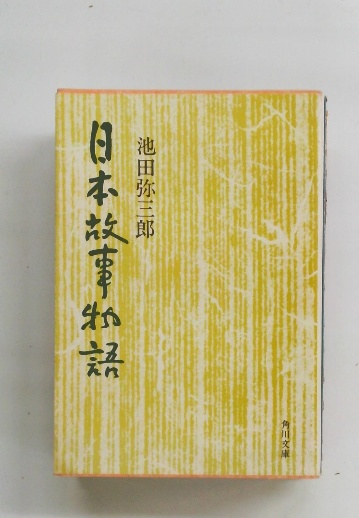 池田弥三郎
日本故事物語
角川文庫